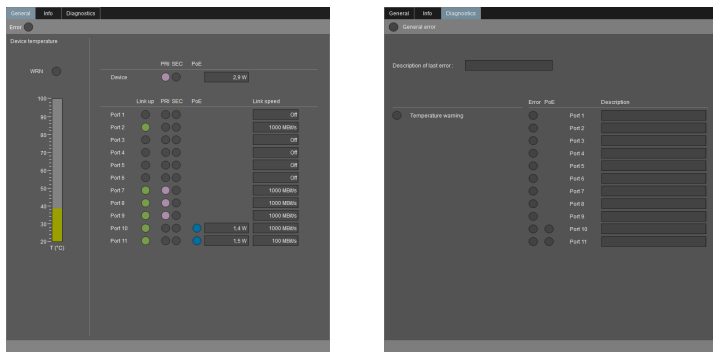 General Info Diagnostics
Error
Device temperature
WRN
100
90
80
70
60
50
40
30
20
T (°C)
PRI SEC PoE
Device 2,9 W
Link up PRI SEC PoE Link speed
Port 1 Off
Port 2 1000 MBit/s
Port 3 Off
Port 4 Off
Port 5 Off
Port 6 Off
Port 7 1000 MBit/s
Port 8 1000 MBit/s
Port 9 1000 MBit/s
Port 10 1,4 W 1000 MBit/s
Port 11 1,5 W 100 MBit/s
General Info Diagnostics
General error
Description of last error :
Error PoE Description
Temperature warning Port 1
Port 2
Port 3
Port 4
Port 5
Port 6
Port 7
Port 8
Port 9
Port 10
Port 11